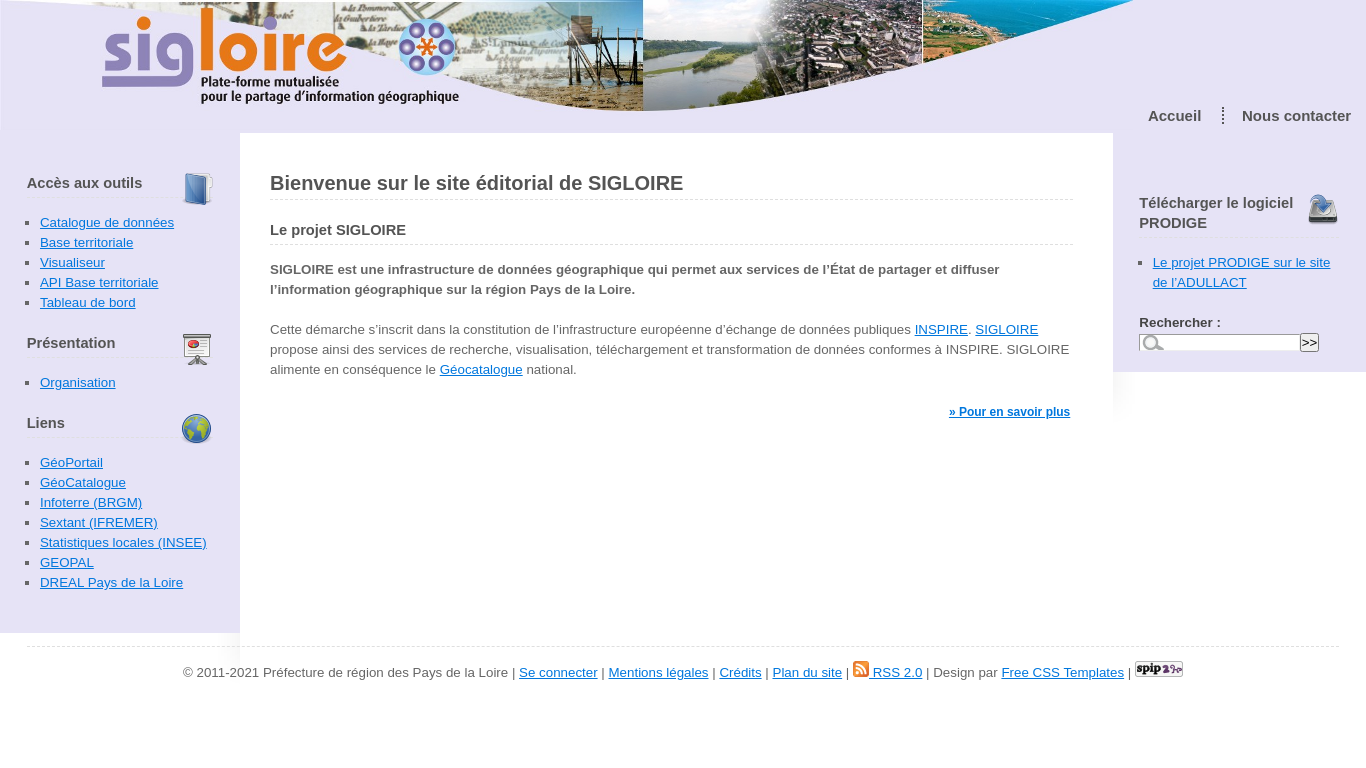 sigloire
Plate-forme mutualisée
pour le partage d'information géographique
Accueil
Nous contacter
Accès aux outils
Catalogue de données
Base territoriale
Visualiseur
API Base territoriale
Tableau de bord
Présentation
Organisation
Liens
GéoPortail
GéoCatalogue
Infoterre (BRGM)
Sextant (IFREMER)
Statistiques locales (INSEE)
GEOPAL
DREAL Pays de la Loire
Bienvenue sur le site éditorial de SIGLOIRE
Le projet SIGLOIRE
SIGLOIRE est une infrastructure de données géographique qui permet aux services de l’État de partager et diffuser
l’information géographique sur la région Pays de la Loire.
Cette démarche s’inscrit dans la constitution de l’infrastructure européenne d’échange de données publiques INSPIRE. SIGLOIRE
propose ainsi des services de recherche, visualisation, téléchargement et transformation de données conformes à INSPIRE. SIGLOIRE
alimente en conséquence le Géocatalogue national.
» Pour en savoir plus
Télécharger le logiciel
PRODIGE
Le projet PRODIGE sur le site
de l’ADULLACT
Rechercher :
>>
© 2011-2021 Préfecture de région des Pays de la Loire | Se connecter | Mentions légales | Crédits | Plan du site | RSS 2.0 | Design par Free CSS Templates | spip